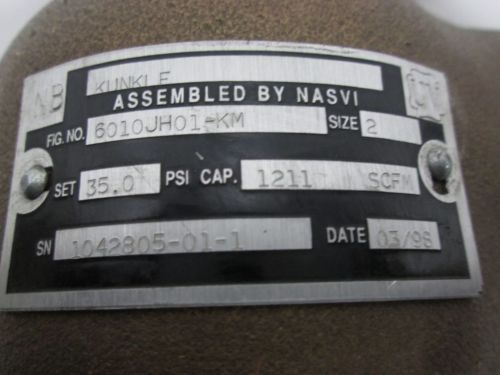 NB KUNKLE UV
ASSEMBLED BY NASVI
FIG. NO. 6010JH01-KM SIZE 2
SET 35.0 PSI CAP. 1211 SCFM
SN 1042805-01-1 DATE 03/98